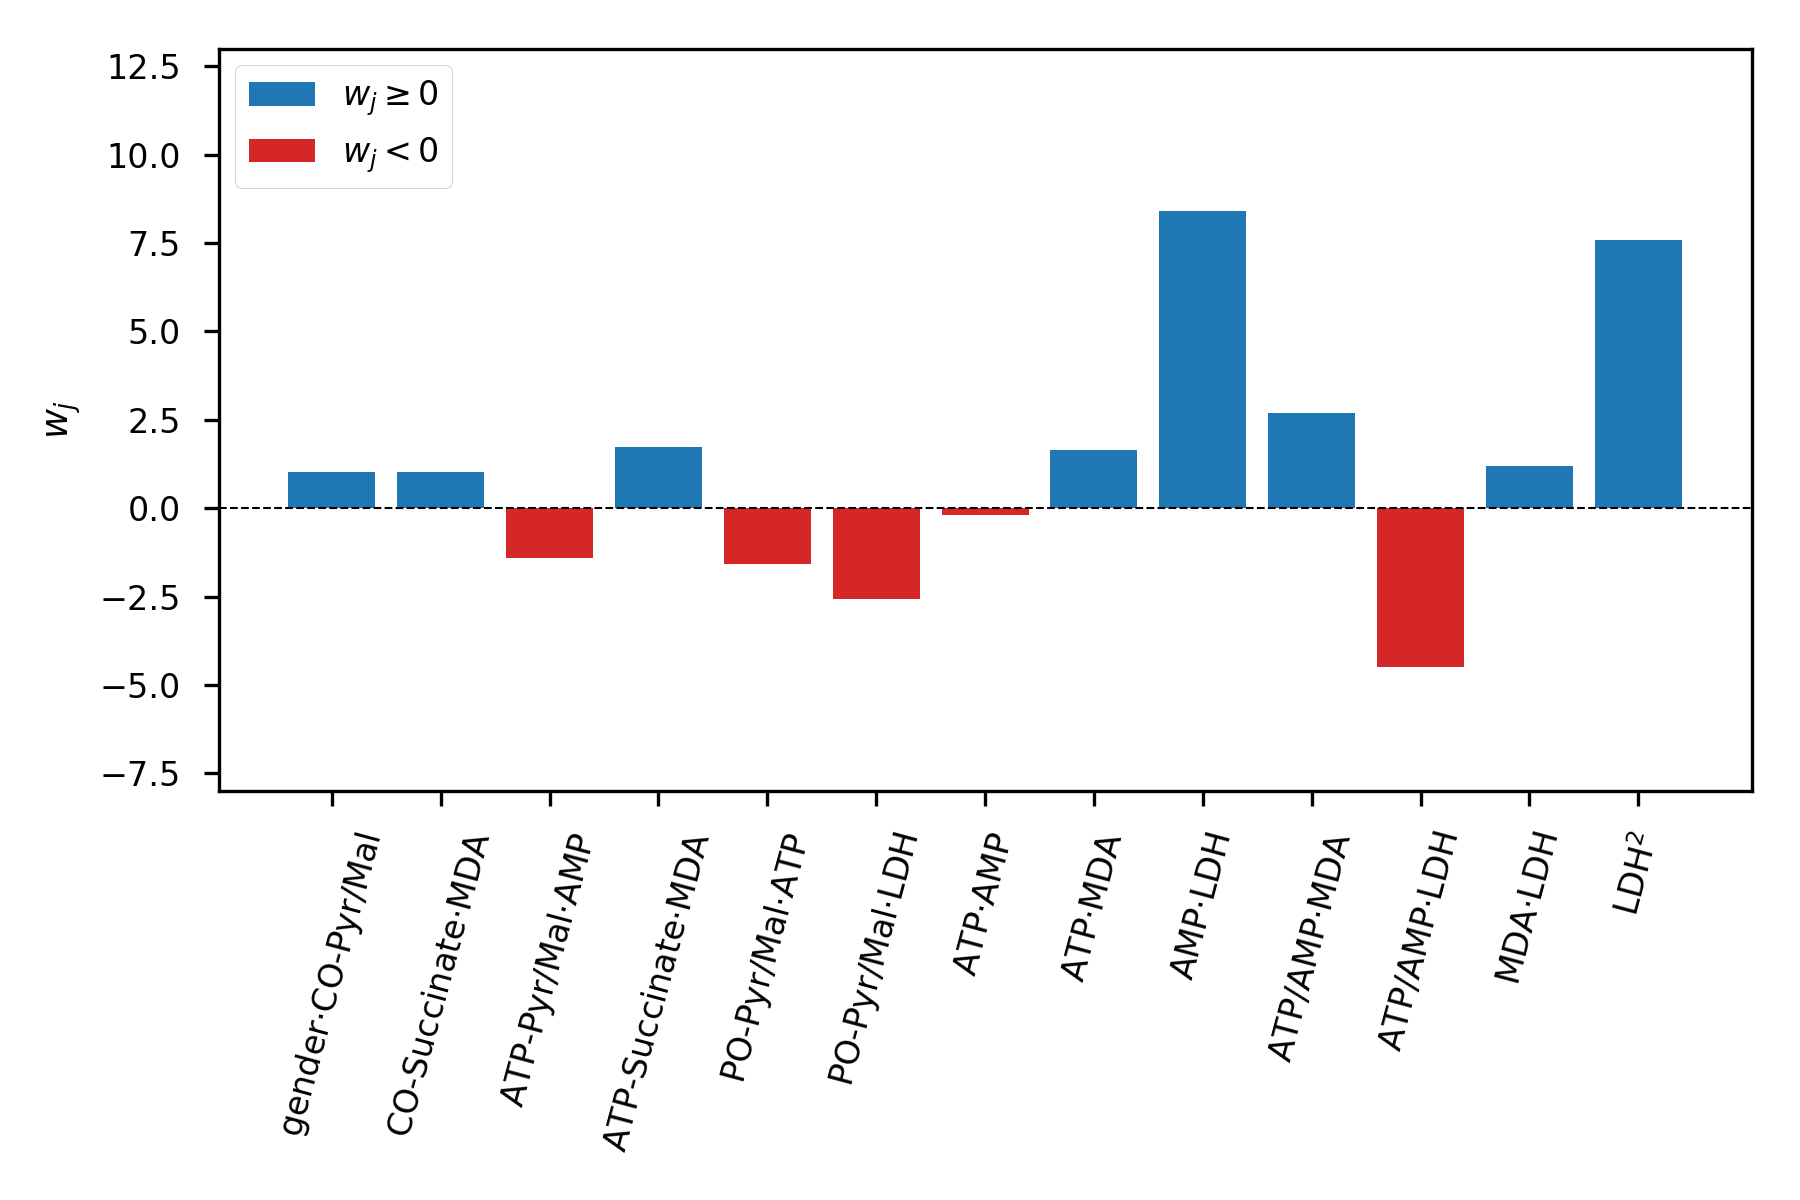 12.5
10.0
7.5
5.0
2.5
0.0
−2.5
−5.0
−7.5
w_j
w_j ≥ 0
w_j < 0
gender·CO-Pyr/Mal
CO-Succinate·MDA
ATP-Pyr/Mal·AMP
ATP-Succinate·MDA
PO-Pyr/Mal·ATP
PO-Pyr/Mal·LDH
ATP·AMP
ATP·MDA
AMP·LDH
ATP/AMP·MDA
ATP/AMP·LDH
MDA·LDH
LDH²